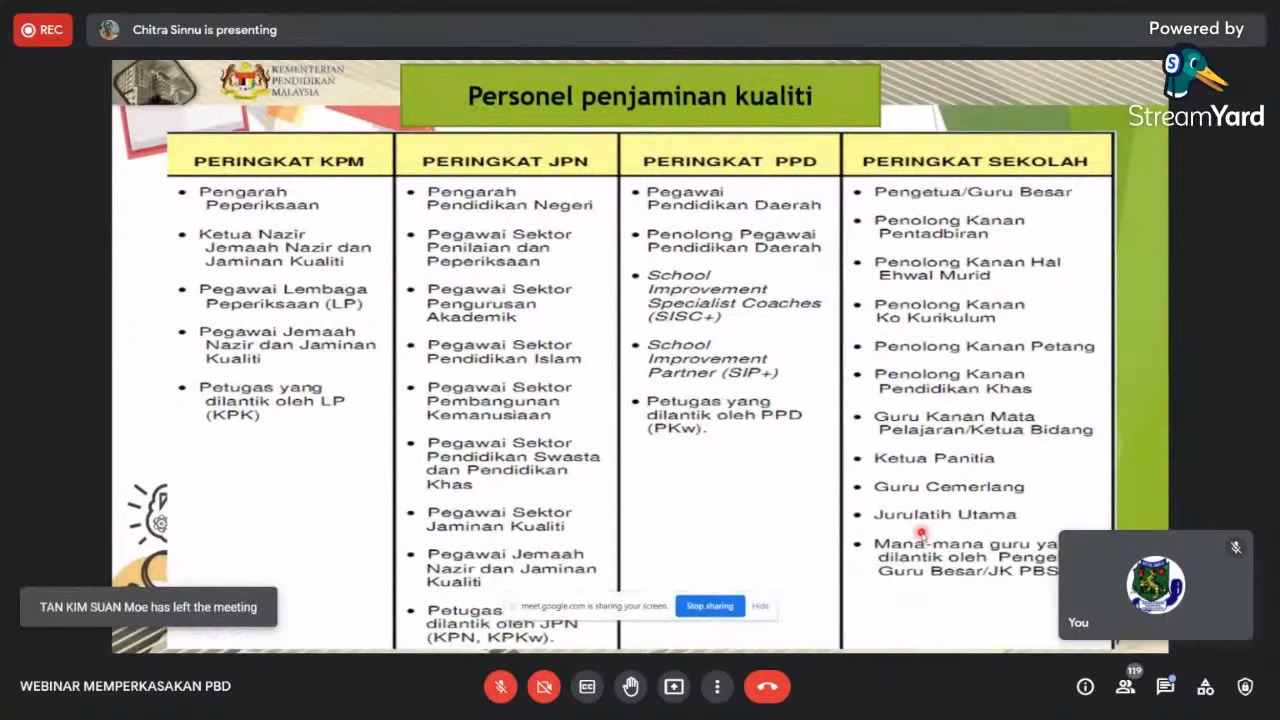 REC
Chitra Sinnu is presenting
Powered by
StreamYard
KEMENTERIAN
PENDIDIKAN
MALAYSIA
Personel penjaminan kualiti
PERINGKAT KPM
Pengarah
Peperiksaan
Ketua Nazir
Jemaah Nazir dan
Jaminan Kualiti
Pegawai Lembaga
Peperiksaan (LP)
Pegawai Jemaah
Nazir dan Jaminan
Kualiti
Petugas yang
dilantik oleh LP
(KPK)
PERINGKAT JPN
Pengarah
Pendidikan Negeri
Pegawai Sektor
Penilaian dan
Peperiksaan
Pegawai Sektor
Pengurusan
Akademik
Pegawai Sektor
Pendidikan Islam
Pegawai Sektor
Pembangunan
Kemanusiaan
Pegawai Sektor
Pendidikan Swasta
dan Pendidikan
Khas
Pegawai Sektor
Jaminan Kualiti
Pegawai Jemaah
Nazir dan Jaminan
Kualiti
Petugas
dilantik oleh JPN
(KPN, KPKw).
PERINGKAT PPD
Pegawai
Pendidikan Daerah
Penolong Pegawai
Pendidikan Daerah
School
Improvement
Specialist Coaches
(SISC+)
School
Improvement
Partner (SIP+)
Petugas yang
dilantik oleh PPD
(PKw).
PERINGKAT SEKOLAH
Pengetua/Guru Besar
Penolong Kanan
Pentadbiran
Penolong Kanan Hal
Ehwal Murid
Penolong Kanan
Ko Kurikulum
Penolong Kanan Petang
Penolong Kanan
Pendidikan Khas
Guru Kanan Mata
Pelajaran/Ketua Bidang
Ketua Panitia
Guru Cemerlang
Jurulatih Utama
Mana-mana guru ya
dilantik oleh Penge
Guru Besar/JK PBS
meet.google.com is sharing your screen.
Stop sharing
Hide
TAN KIM SUAN Moe has left the meeting
You
WEBINAR MEMPERKASAKAN PBD
119